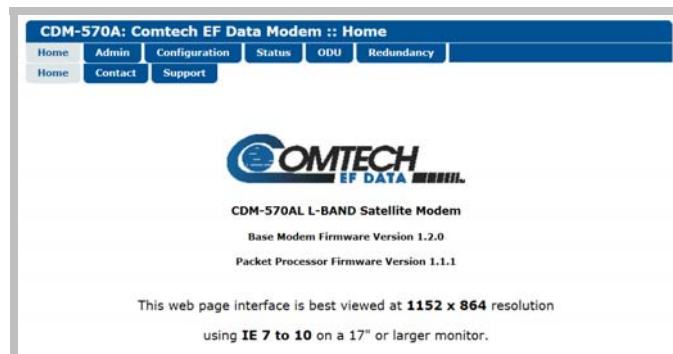 CDM-570A: Comtech EF Data Modem :: Home
Home Admin Configuration Status ODU Redundancy
Home Contact Support
COMTECH
EF DATA
CDM-570AL L-BAND Satellite Modem
Base Modem Firmware Version 1.2.0
Packet Processor Firmware Version 1.1.1
This web page interface is best viewed at 1152 x 864 resolution
using IE 7 to 10 on a 17" or larger monitor.